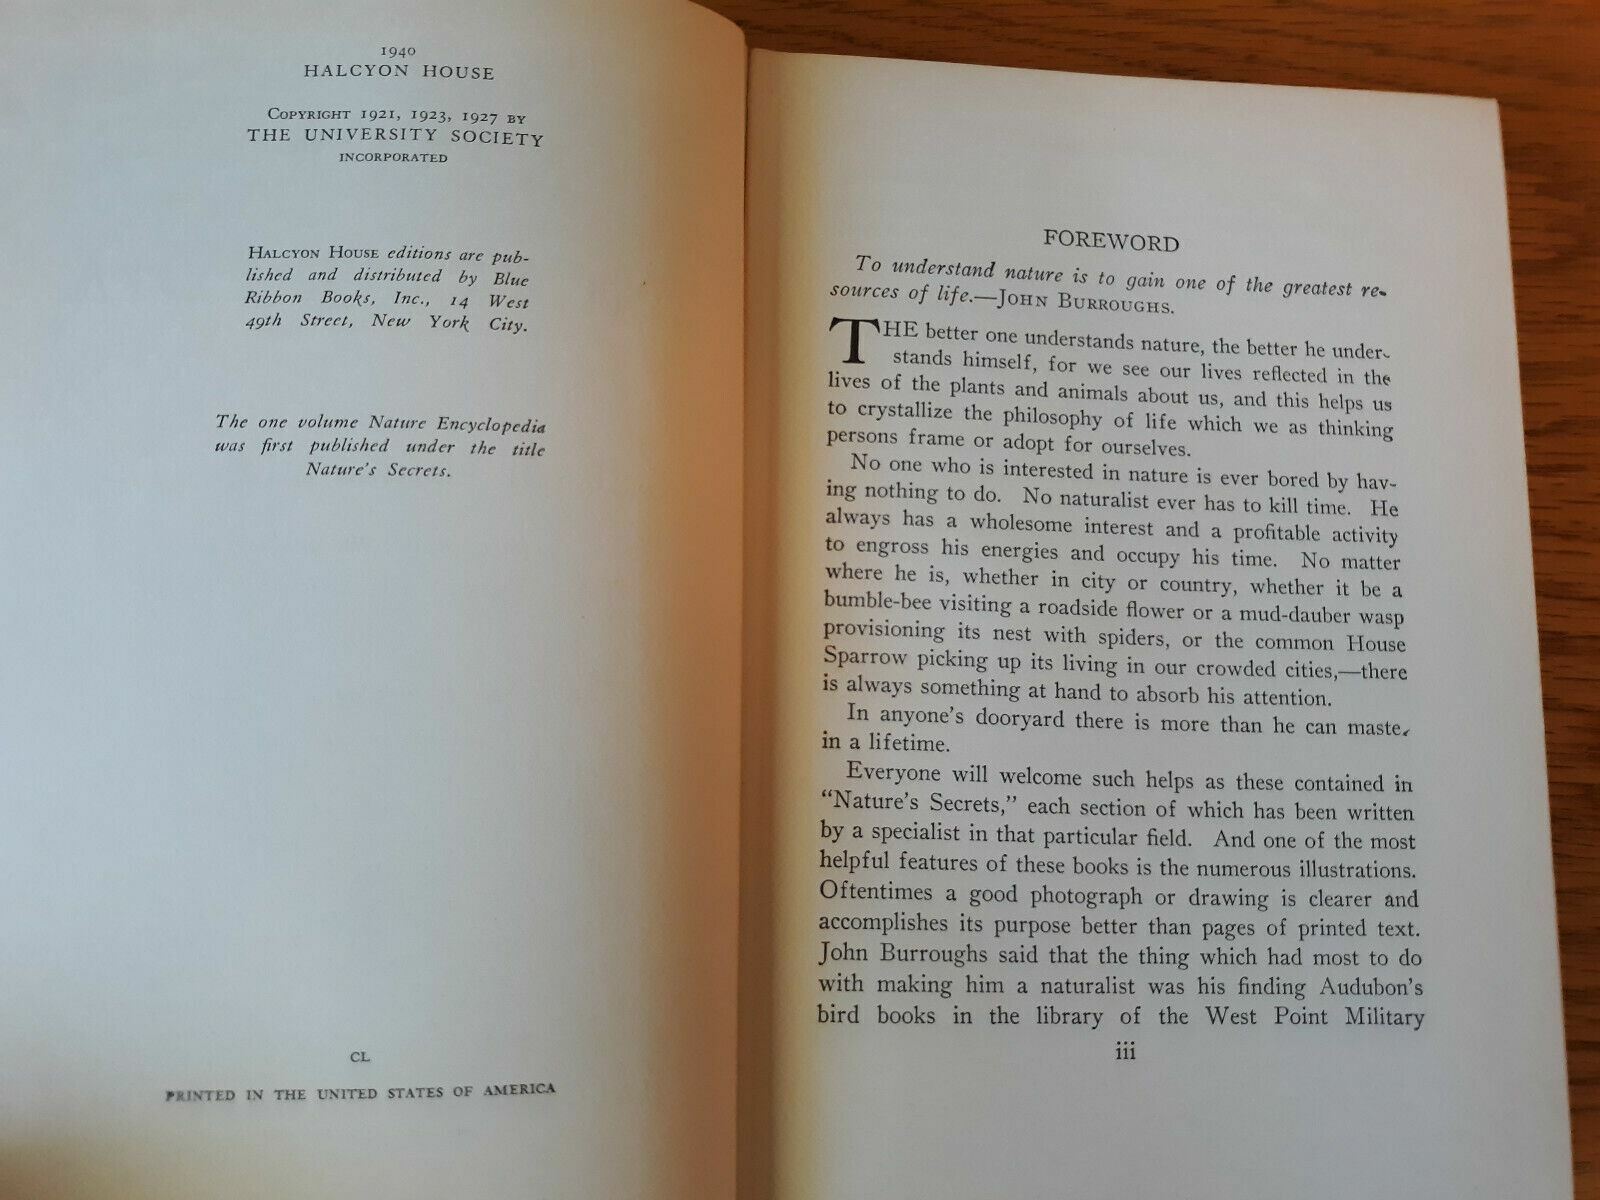 1940
HALCYON HOUSE
COPYRIGHT 1921, 1923, 1927 BY
THE UNIVERSITY SOCIETY
INCORPORATED
HALCYON HOUSE editions are pub-
lished and distributed by Blue
Ribbon Books, Inc., 14 West
49th Street, New York City.
The one volume Nature Encyclopedia
was first published under the title
Nature's Secrets.
CL
PRINTED IN THE UNITED STATES OF AMERICA
FOREWORD
To understand nature is to gain one of the greatest re-
sources of life.—JOHN BURROUGHS.
THE better one understands nature, the better he under-
stands himself, for we see our lives reflected in the
lives of the plants and animals about us, and this helps us
to crystallize the philosophy of life which we as thinking
persons frame or adopt for ourselves.
No one who is interested in nature is ever bored by hav-
ing nothing to do. No naturalist ever has to kill time. He
always has a wholesome interest and a profitable activity
to engross his energies and occupy his time. No matter
where he is, whether in city or country, whether it be a
bumble-bee visiting a roadside flower or a mud-dauber wasp
provisioning its nest with spiders, or the common House
Sparrow picking up its living in our crowded cities,—there
is always something at hand to absorb his attention.
In anyone's dooryard there is more than he can master
in a lifetime.
Everyone will welcome such helps as these contained in
"Nature's Secrets," each section of which has been written
by a specialist in that particular field. And one of the most
helpful features of these books is the numerous illustrations.
Oftentimes a good photograph or drawing is clearer and
accomplishes its purpose better than pages of printed text.
John Burroughs said that the thing which had most to do
with making him a naturalist was his finding Audubon's
bird books in the library of the West Point Military
iii